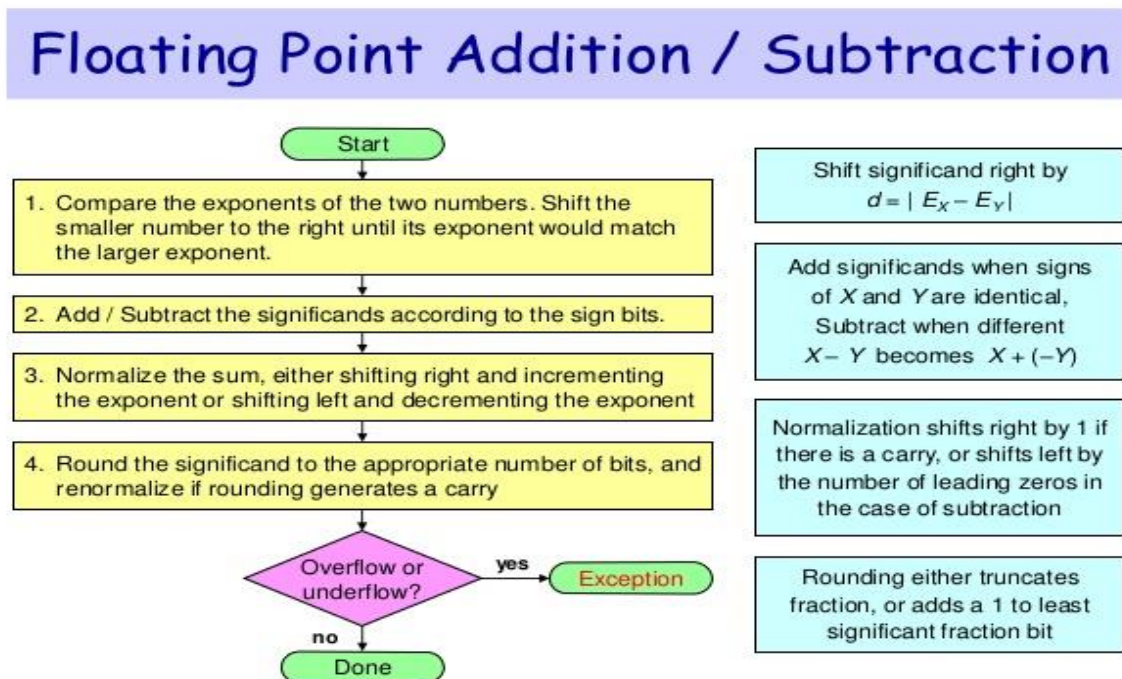 Floating Point Addition / Subtraction
Start
1. Compare the exponents of the two numbers. Shift the
smaller number to the right until its exponent would match
the larger exponent.
2. Add / Subtract the significands according to the sign bits.
3. Normalize the sum, either shifting right and incrementing
the exponent or shifting left and decrementing the exponent
4. Round the significand to the appropriate number of bits, and
renormalize if rounding generates a carry
Overflow or
underflow?
yes
Exception
no
Done
Shift significand right by
d = | E_X − E_Y |
Add significands when signs
of X and Y are identical,
Subtract when different
X − Y becomes X + (−Y)
Normalization shifts right by 1 if
there is a carry, or shifts left by
the number of leading zeros in
the case of subtraction
Rounding either truncates
fraction, or adds a 1 to least
significant fraction bit